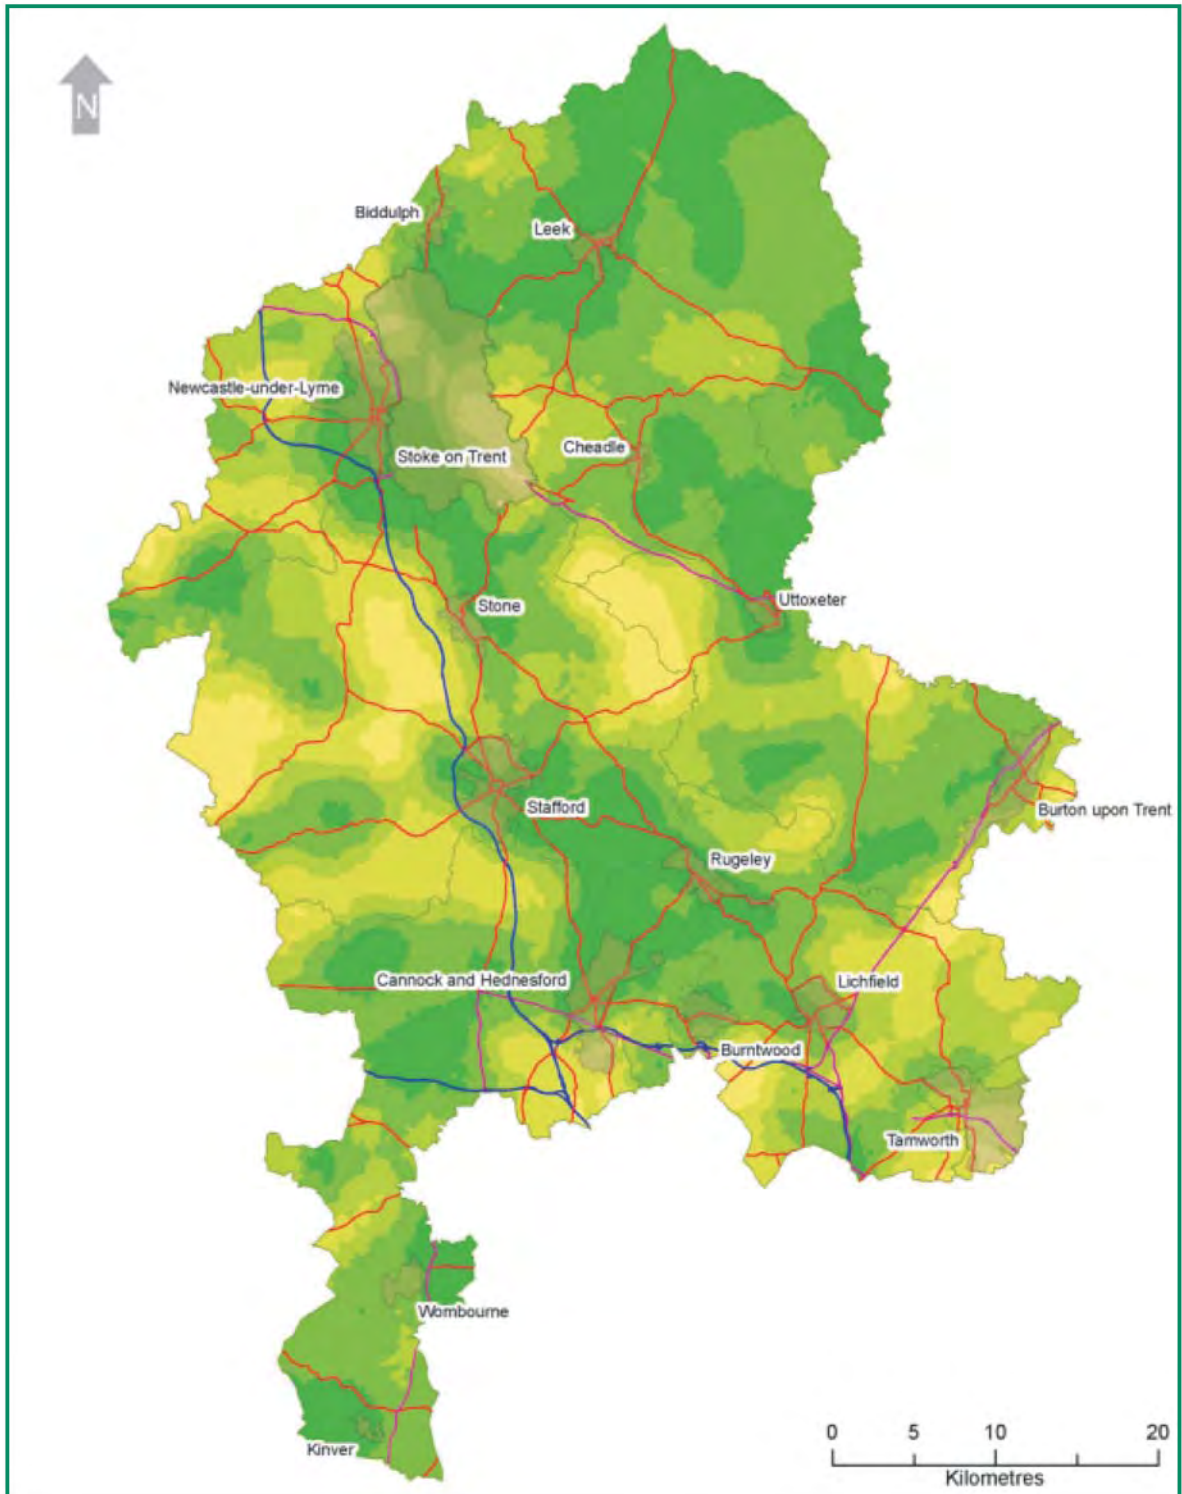 N
Biddulph
Leek
Newcastle-under-Lyme
Cheadle
Stoke on Trent
Stone
Uttoxeter
Stafford
Burton upon Trent
Rugeley
Cannock and Hednesford
Lichfield
Burntwood
Tamworth
Wombourne
Kinver
0 5 10 20
Kilometres